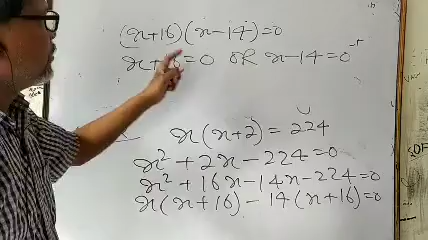 (x+16)(x-14)=0
x+16=0 OR x-14=0
x(x+2)=224
x²+2x-224=0
x²+16x-14x-224=0
x(x+16)-14(x+16)=0